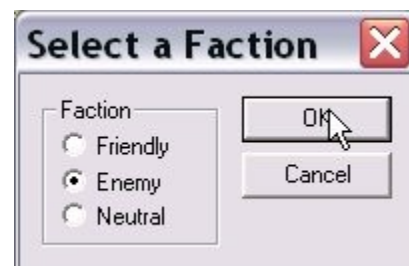 Select a Faction
Faction
Friendly
Enemy
Neutral
OK
Cancel